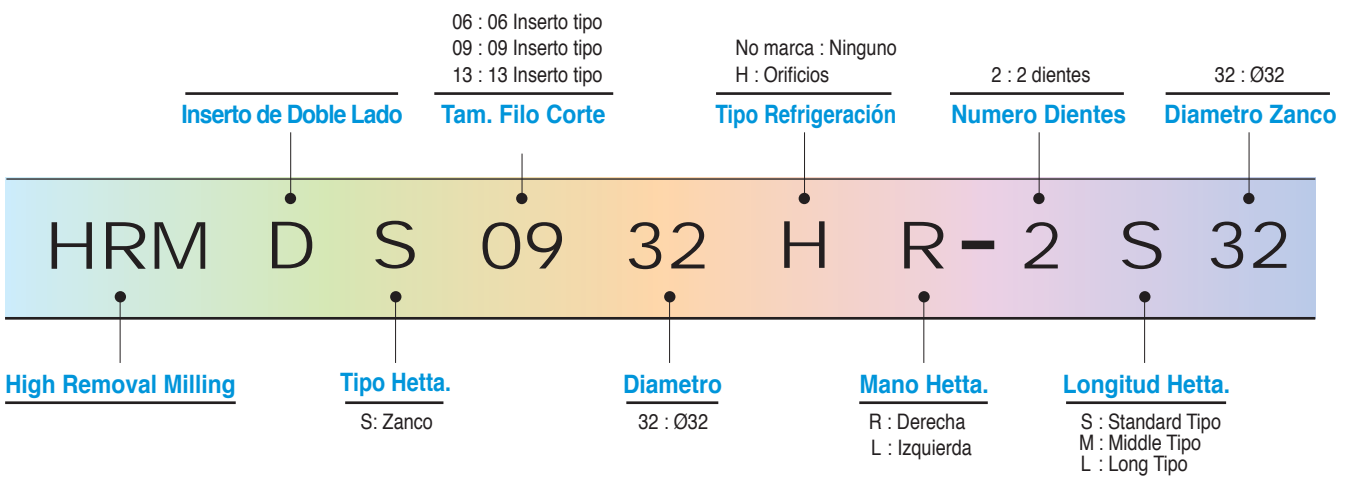 06 : 06 Inserto tipo
09 : 09 Inserto tipo
13 : 13 Inserto tipo
No marca : Ninguno
H : Orificios
2 : 2 dientes
32 : Ø32
Inserto de Doble Lado
Tam. Filo Corte
Tipo Refrigeración
Numero Dientes
Diametro Zanco
HRM D S 09 32 H R-2 S 32
High Removal Milling
Tipo Hetta.
S: Zanco
Diametro
32 : Ø32
Mano Hetta.
R : Derecha
L : Izquierda
Longitud Hetta.
S : Standard Tipo
M : Middle Tipo
L : Long Tipo